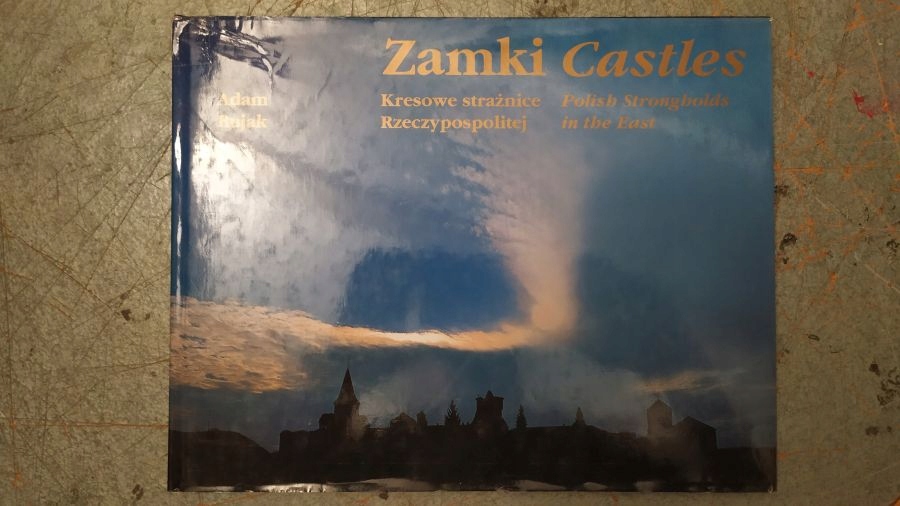 Zamki Castles
Adam
Bujak
Kresowe strażnice
Rzeczypospolitej
Polish Strongholds
in the East